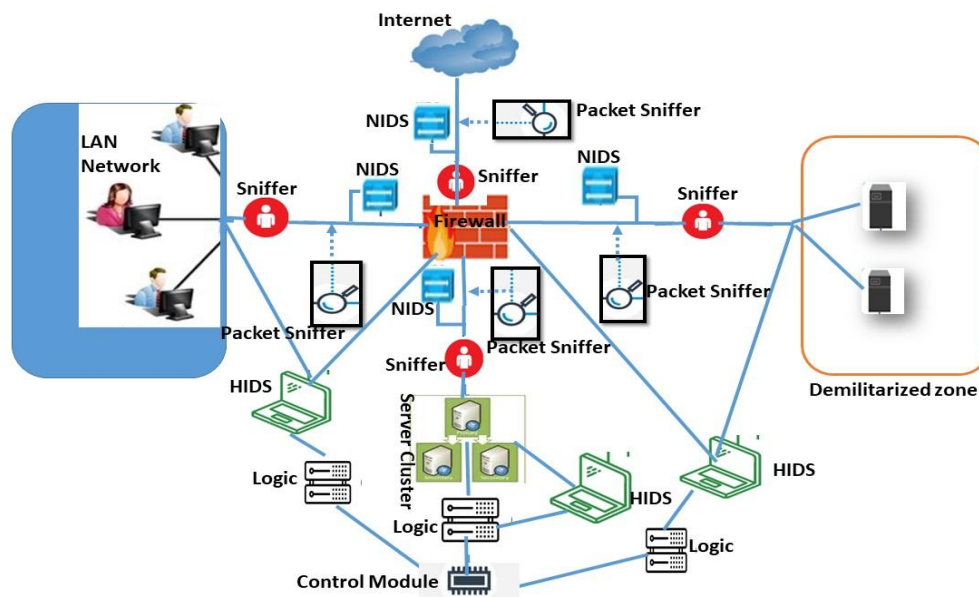 Internet
Packet Sniffer
NIDS
LAN
Network
NIDS
Sniffer
NIDS
Sniffer
Sniffer
Firewall
Packet Sniffer
NIDS
Packet Sniffer
Packet Sniffer
Sniffer
HIDS
Demilitarized zone
Server Cluster
HIDS
Logic
HIDS
Logic
Logic
Control Module